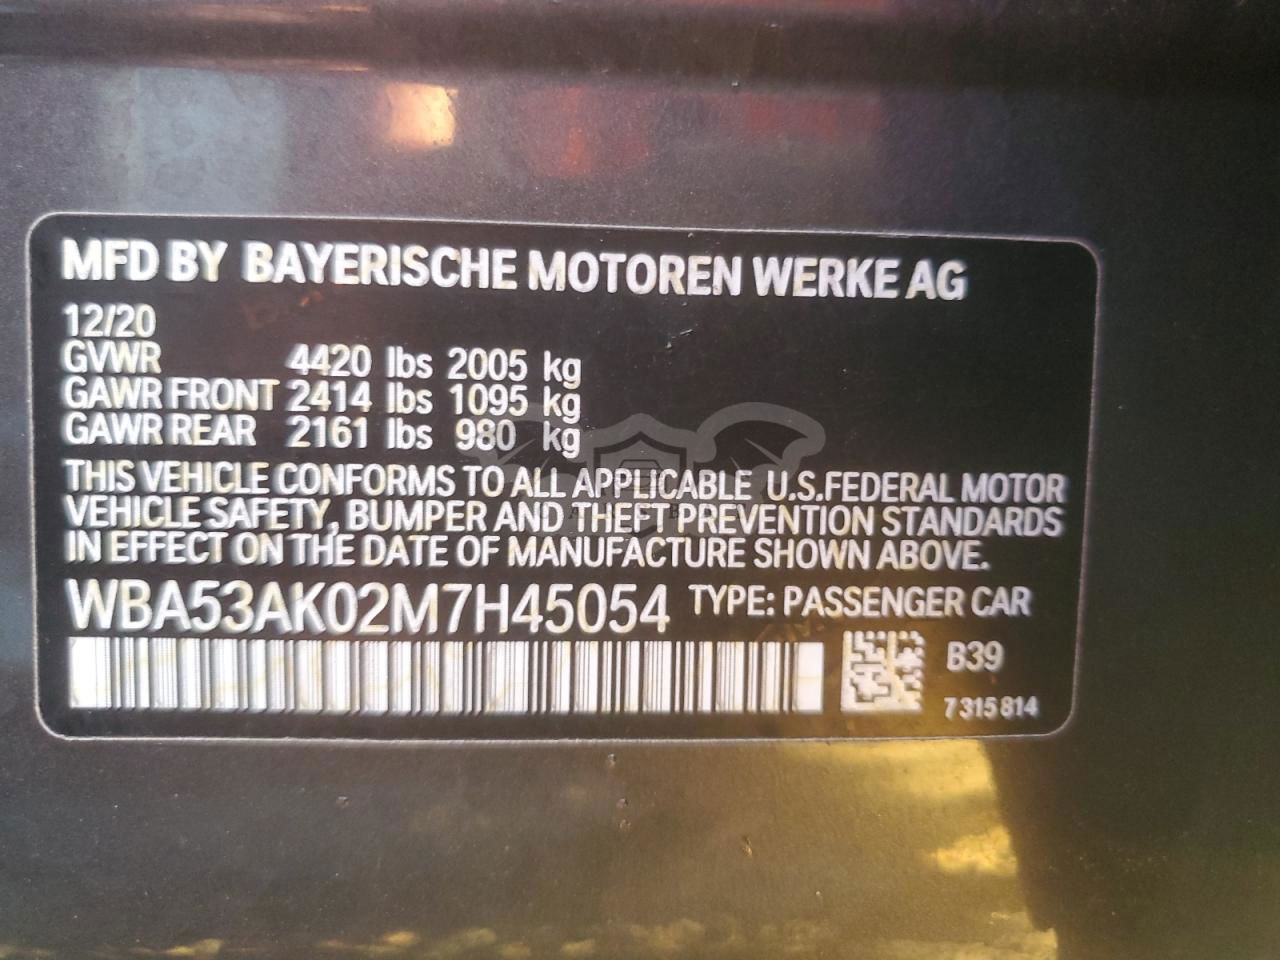 MFD BY BAYERISCHE MOTOREN WERKE AG
12/20
GVWR 4420 lbs 2005 kg
GAWR FRONT 2414 lbs 1095 kg
GAWR REAR 2161 lbs 980 kg
THIS VEHICLE CONFORMS TO ALL APPLICABLE U.S.FEDERAL MOTOR
VEHICLE SAFETY, BUMPER AND THEFT PREVENTION STANDARDS
IN EFFECT ON THE DATE OF MANUFACTURE SHOWN ABOVE.
WBA53AK02M7H45054 TYPE: PASSENGER CAR
B39
7 315 814